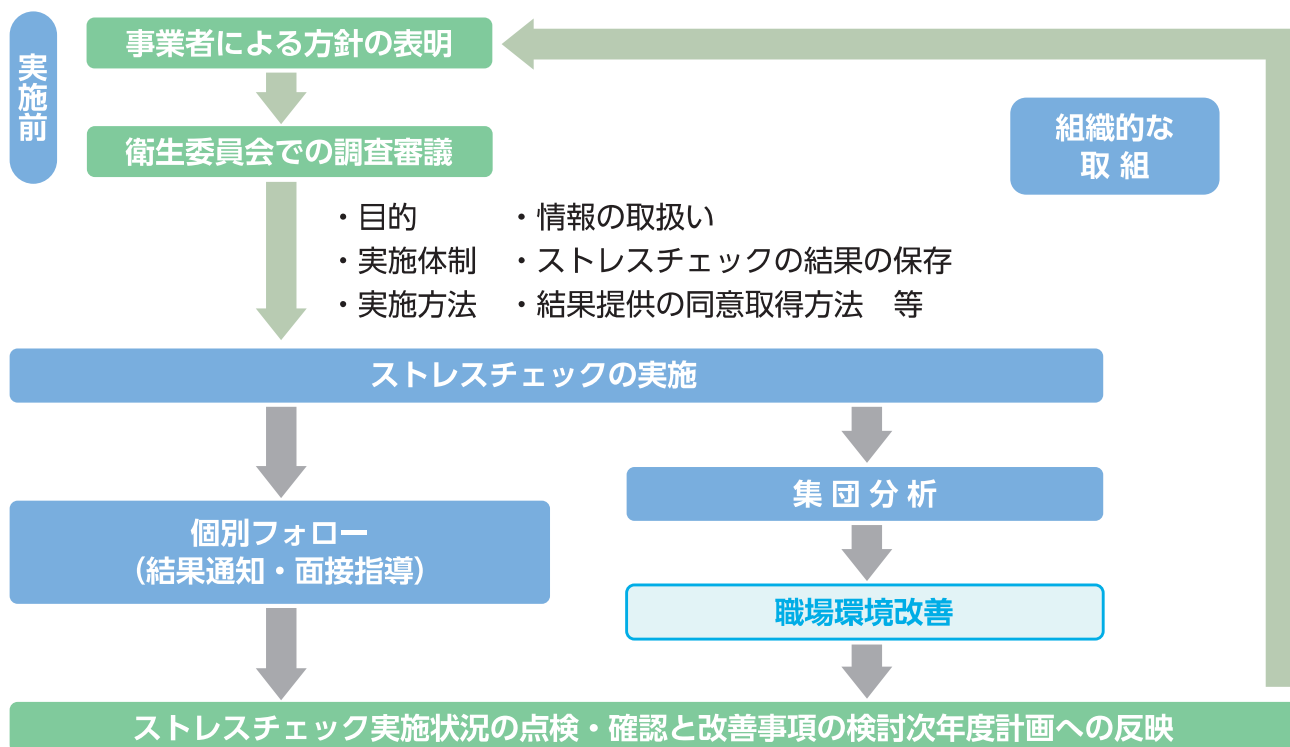 実施前
事業者による方針の表明
衛生委員会での調査審議
組織的な
取組
・目的 ・情報の取扱い
・実施体制 ・ストレスチェックの結果の保存
・実施方法 ・結果提供の同意取得方法 等
ストレスチェックの実施
個別フォロー
（結果通知・面接指導）
集団分析
職場環境改善
ストレスチェック実施状況の点検・確認と改善事項の検討次年度計画への反映